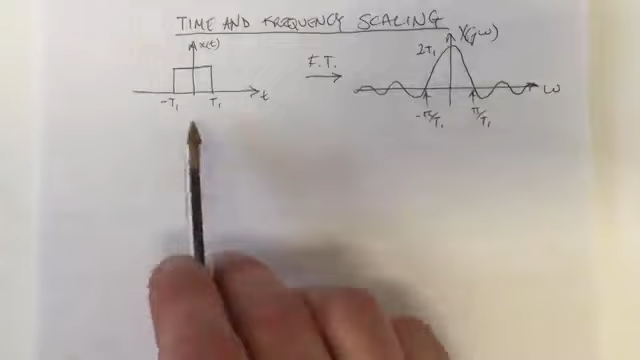 TIME AND FREQUENCY SCALING
x(t)
-T₁ T₁ t
F.T.
X(jω)
2T₁
-π/T₁ π/T₁ ω